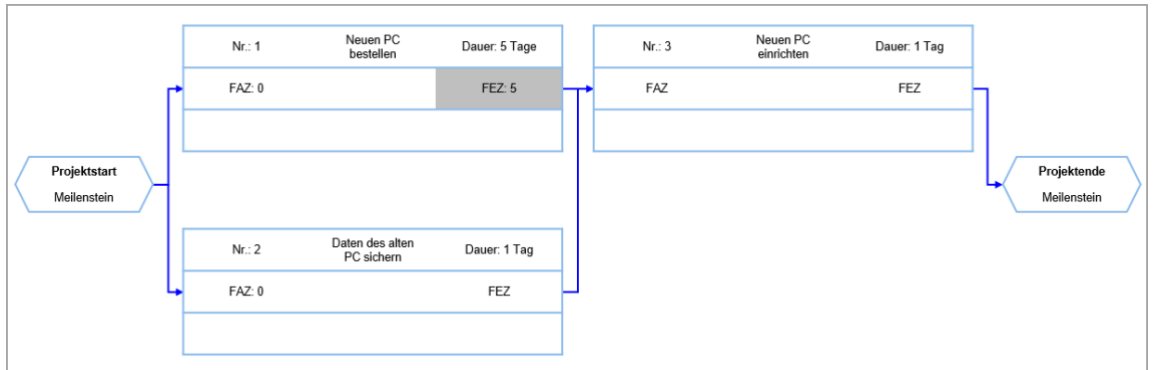 Nr.: 1
Neuen PC
bestellen
Dauer: 5 Tage
FAZ: 0
FEZ: 5
Nr.: 3
Neuen PC
einrichten
Dauer: 1 Tag
FAZ
FEZ
Projektstart
Meilenstein
Projektende
Meilenstein
Nr.: 2
Daten des alten
PC sichern
Dauer: 1 Tag
FAZ: 0
FEZ